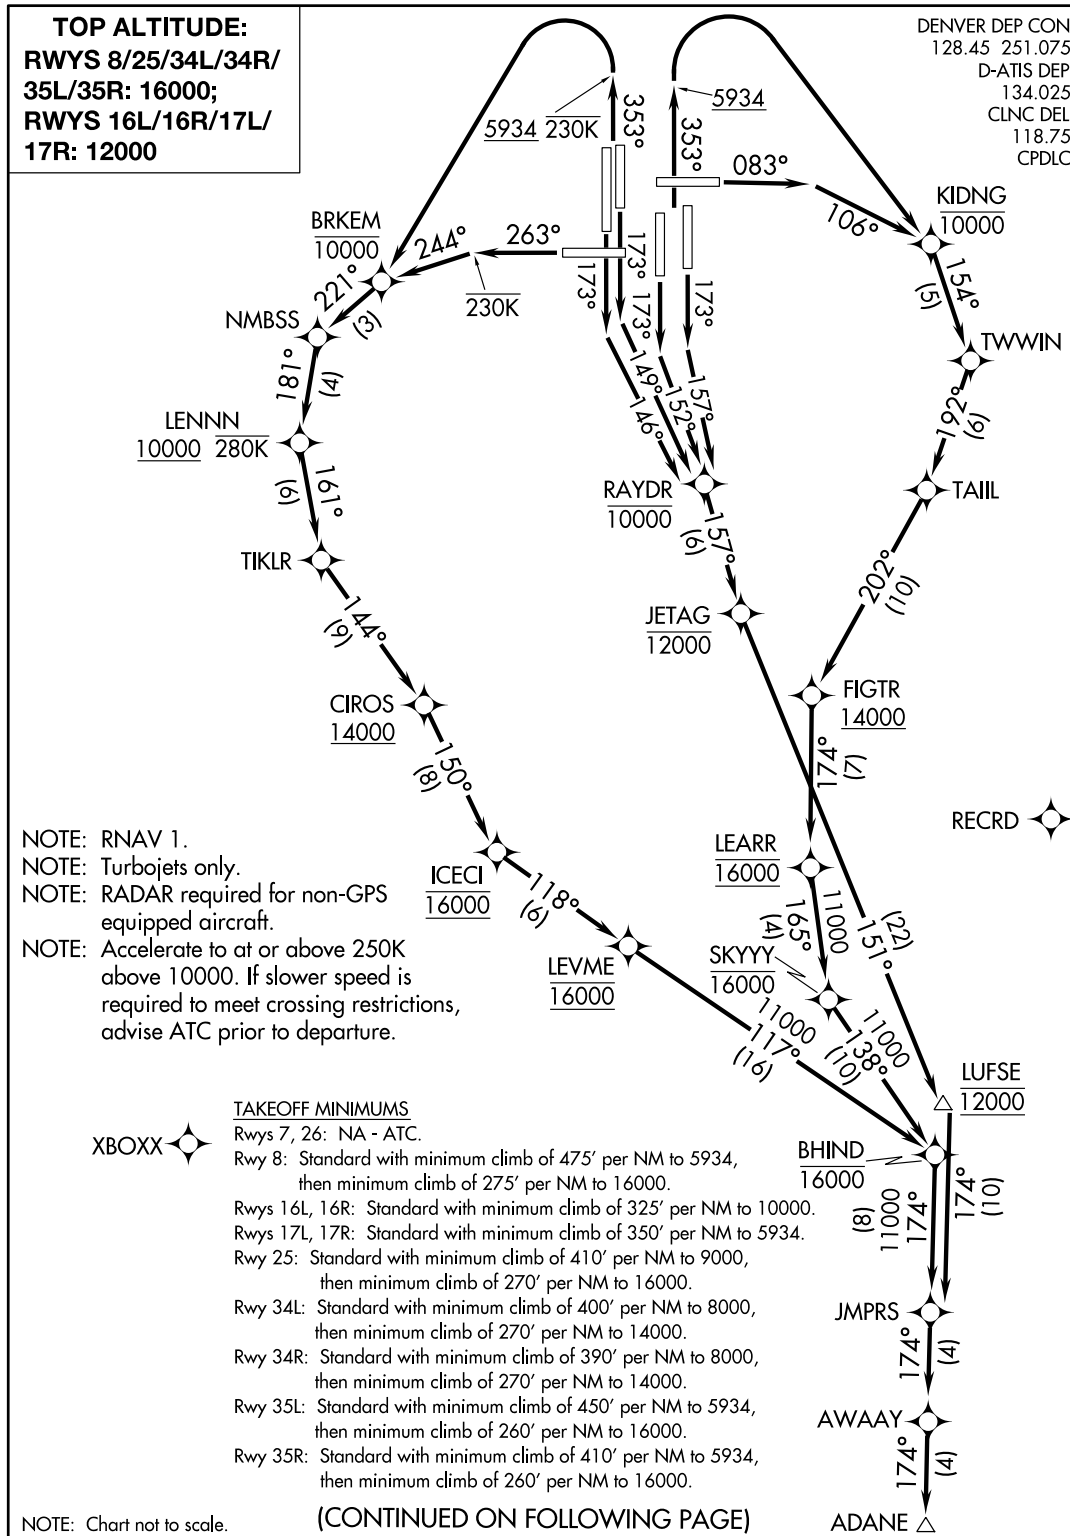 TOP ALTITUDE:
RWYS 8/25/34L/34R/
35L/35R: 16000;
RWYS 16L/16R/17L/
17R: 12000
DENVER DEP CON
128.45 251.075
D-ATIS DEP
134.025
CLNC DEL
118.75
CPDLC
5934 230K
353°
5934
353°
083°
106°
KIDNG
10000
BRKEM
10000
244°
263°
230K
173°
173°
173°
173°
221°
(3)
NMBSS
154°
(5)
TWWIN
181°
(4)
149°
146°
152°
157°
192°
(6)
LENNN
10000 280K
161°
(6)
RAYDR
10000
TAIIL
157°
(6)
TIKLR
202°
(10)
144°
(9)
JETAG
12000
CIROS
14000
FIGTR
14000
150°
(8)
174°
(7)
RECRD
NOTE: RNAV 1.
NOTE: Turbojets only.
NOTE: RADAR required for non-GPS
equipped aircraft.
NOTE: Accelerate to at or above 250K
above 10000. If slower speed is
required to meet crossing restrictions,
advise ATC prior to departure.
ICECI
16000
118°
(6)
LEARR
16000
11000
165°
(4)
(22)
151°
LEVME
16000
SKYYY
16000
11000
117°
(16)
11000
138°
(10)
LUFSE
12000
XBOXX
BHIND
16000
174°
11000
(8)
174°
(10)
TAKEOFF MINIMUMS
Rwys 7, 26: NA - ATC.
Rwy 8: Standard with minimum climb of 475' per NM to 5934,
then minimum climb of 275' per NM to 16000.
Rwys 16L, 16R: Standard with minimum climb of 325' per NM to 10000.
Rwys 17L, 17R: Standard with minimum climb of 350' per NM to 5934.
Rwy 25: Standard with minimum climb of 410' per NM to 9000,
then minimum climb of 270' per NM to 16000.
Rwy 34L: Standard with minimum climb of 400' per NM to 8000,
then minimum climb of 270' per NM to 14000.
Rwy 34R: Standard with minimum climb of 390' per NM to 8000,
then minimum climb of 270' per NM to 14000.
Rwy 35L: Standard with minimum climb of 450' per NM to 5934,
then minimum climb of 260' per NM to 16000.
Rwy 35R: Standard with minimum climb of 410' per NM to 5934,
then minimum climb of 260' per NM to 16000.
JMPRS
174°
(4)
AWAAY
174°
(4)
ADANE
NOTE: Chart not to scale.
(CONTINUED ON FOLLOWING PAGE)